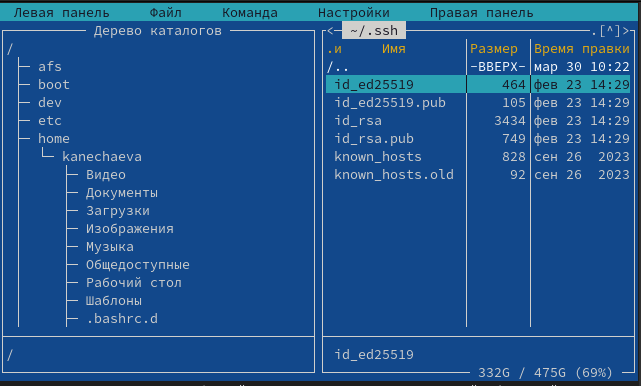 Левая панель Файл Команда Настройки Правая панель
Дерево каталогов
/
afs
boot
dev
etc
home
kanechaeva
Видео
Документы
Загрузки
Изображения
Музыка
Общедоступные
Рабочий стол
Шаблоны
.bashrc.d
/
<─ ~/.ssh .[^]>
.и Имя Размер Время правки
/.. -ВВЕРХ- мар 30 10:22
id_ed25519 464 фев 23 14:29
id_ed25519.pub 105 фев 23 14:29
id_rsa 3434 фев 23 14:29
id_rsa.pub 749 фев 23 14:29
known_hosts 828 сен 26 2023
known_hosts.old 92 сен 26 2023
id_ed25519
332G / 475G (69%)